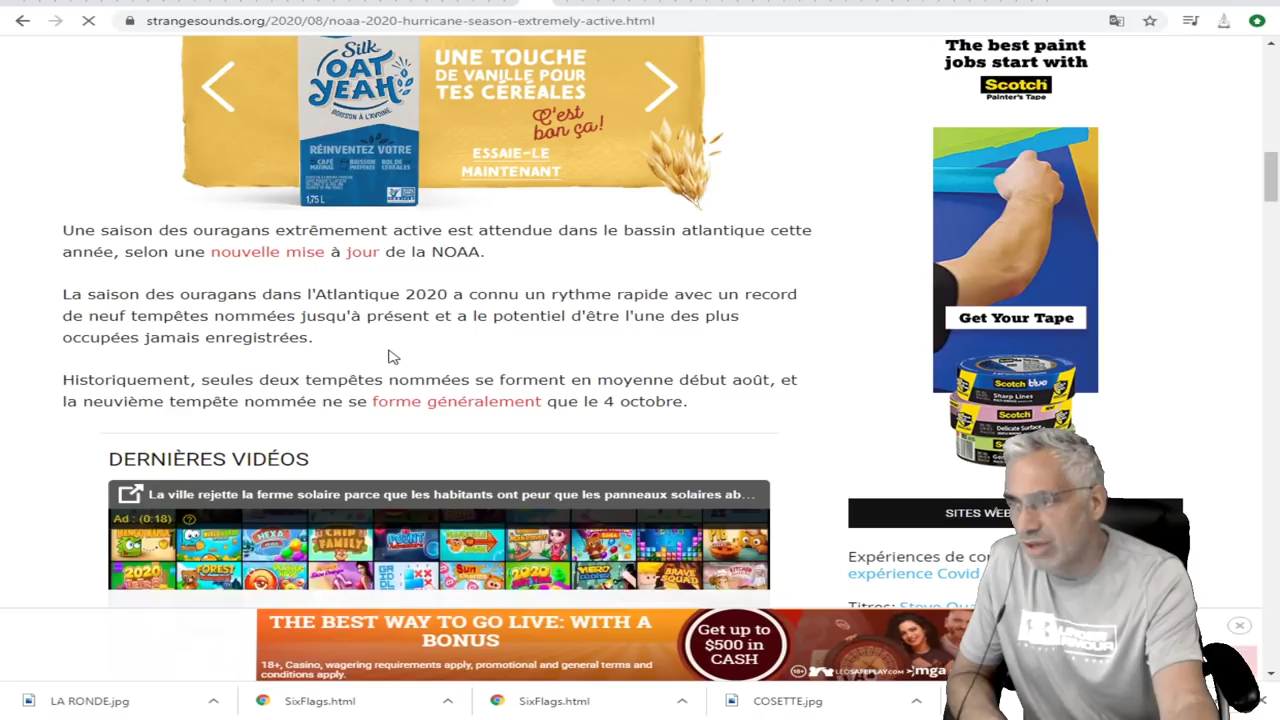 strangesounds.org/2020/08/noaa-2020-hurricane-season-extremely-active.html
Silk
OAT
YEAH
BOISSON À L'AVOINE
RÉINVENTEZ VOTRE
1,75 L
UNE TOUCHE
DE VANILLE POUR
TES CÉRÉALES
C'est
bon ça!
ESSAIE-LE
MAINTENANT
The best paint
jobs start with
Scotch
Painter's Tape
Get Your Tape
Scotch blue
Sharp Lines
Scotch
Delicate Surface
Une saison des ouragans extrêmement active est attendue dans le bassin atlantique cette
année, selon une nouvelle mise à jour de la NOAA.
La saison des ouragans dans l'Atlantique 2020 a connu un rythme rapide avec un record
de neuf tempêtes nommées jusqu'à présent et a le potentiel d'être l'une des plus
occupées jamais enregistrées.
Historiquement, seules deux tempêtes nommées se forment en moyenne début août, et
la neuvième tempête nommée ne se forme généralement que le 4 octobre.
DERNIÈRES VIDÉOS
La ville rejette la ferme solaire parce que les habitants ont peur que les panneaux solaires ab...
Ad : (0:18)
SITES WEB
Expériences de
expérience Covid
Titres:
THE BEST WAY TO GO LIVE: WITH A
BONUS
18+, Casino, wagering requirements apply, promotional and general terms and
conditions apply.
Get up to
$500 in
CASH
LEOSAFEPLAY.COM
mga
LA RONDE.jpg
SixFlags.html
SixFlags.html
COSETTE.jpg